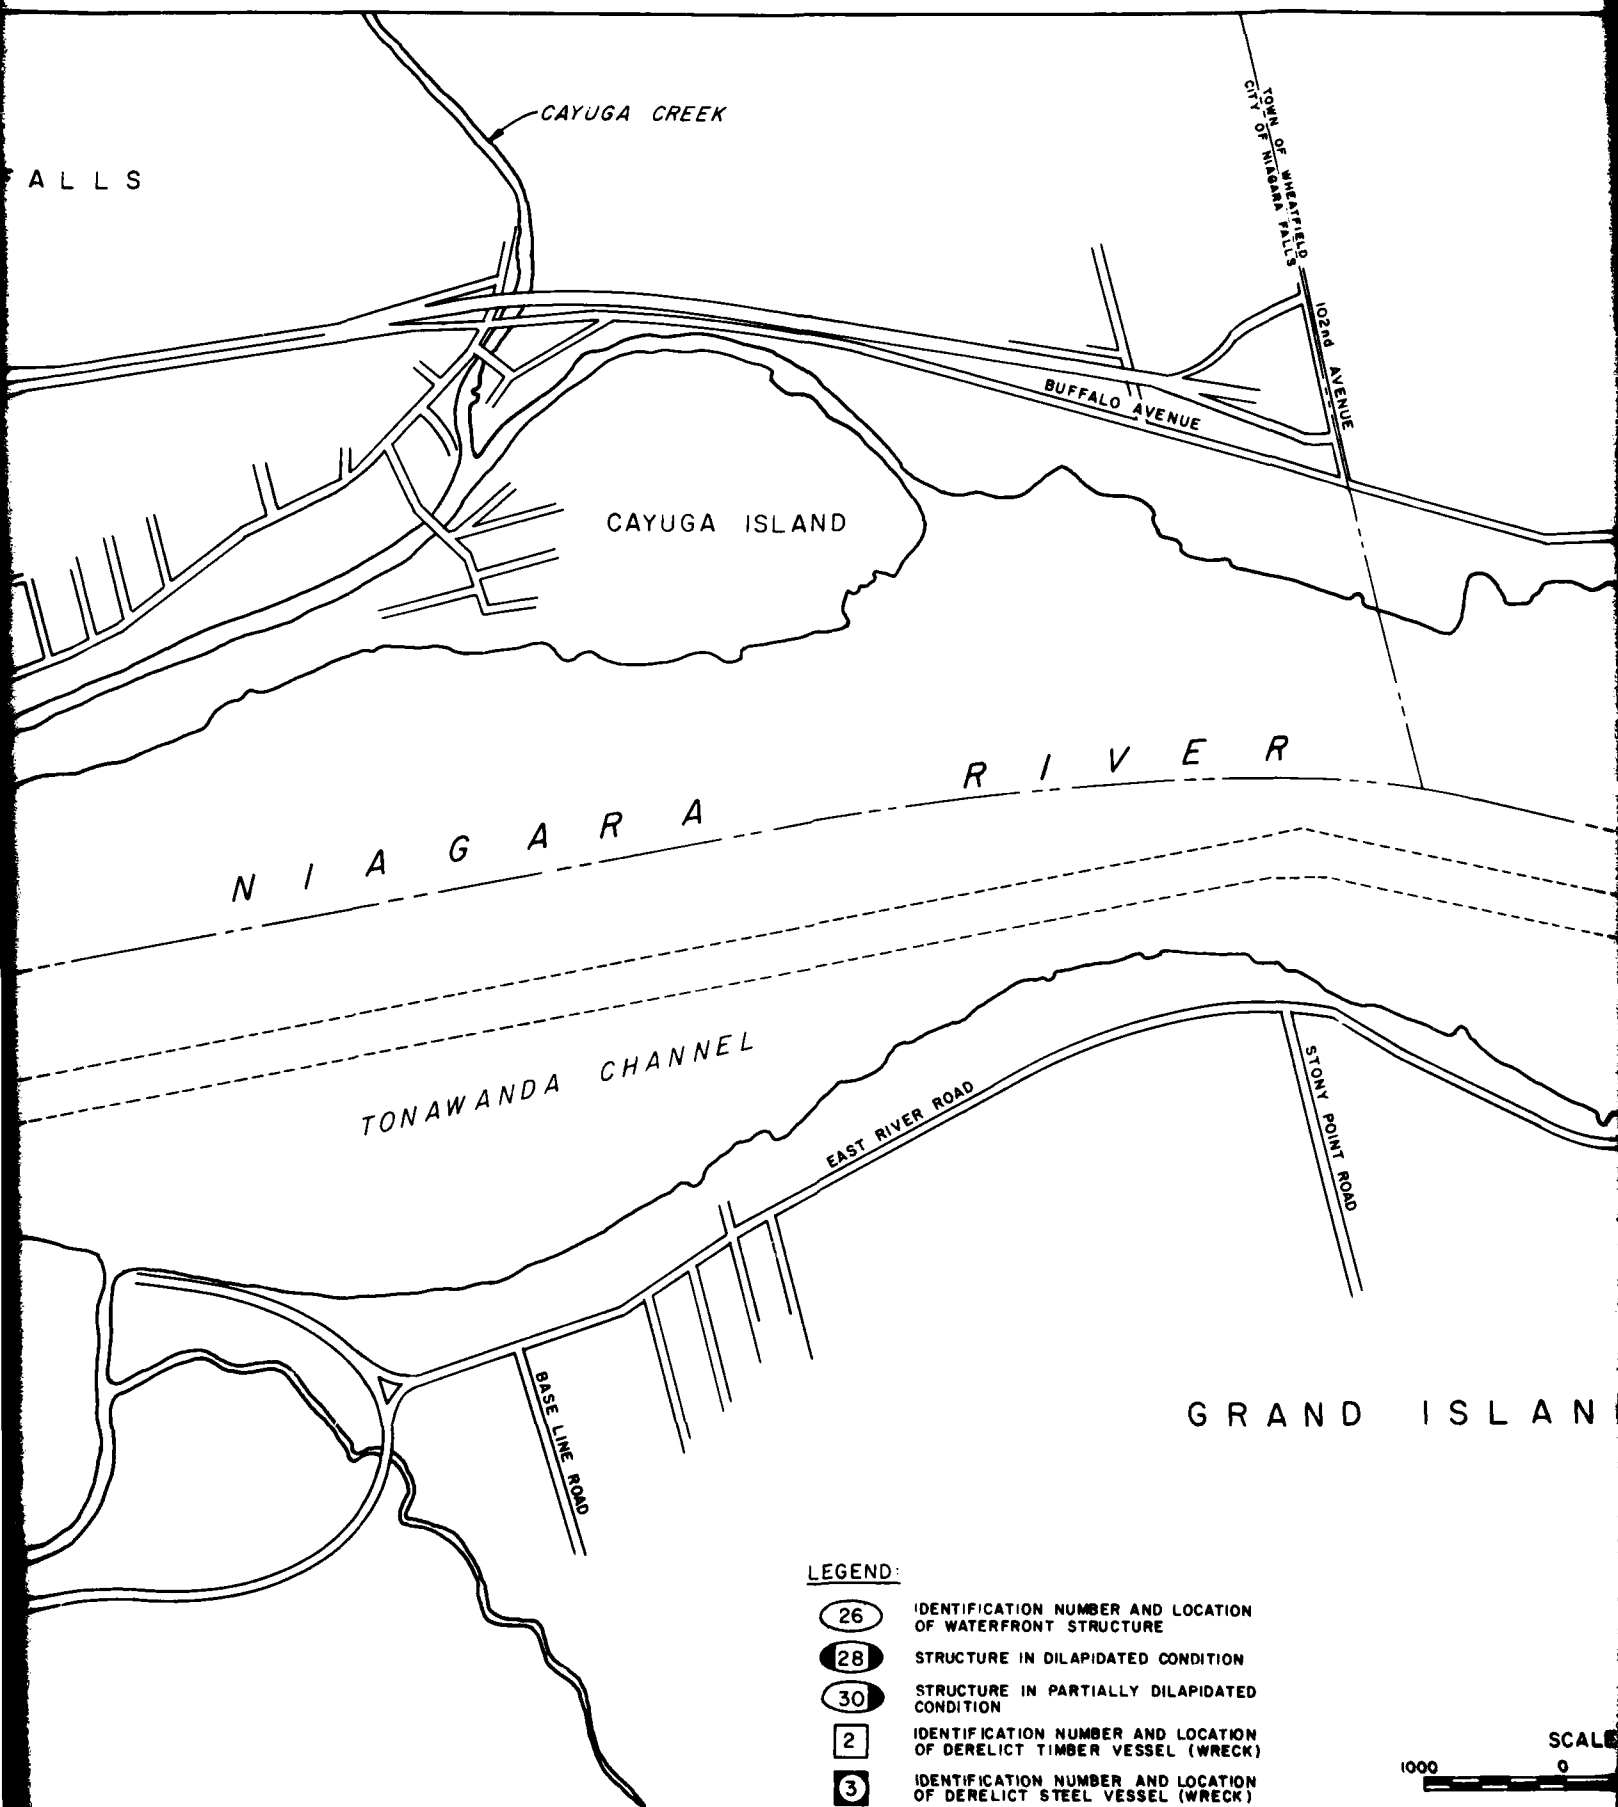 CAYUGA CREEK
ALLS
TOWN OF WHEATFIELD
CITY OF NIAGARA FALLS
102nd AVENUE
BUFFALO AVENUE
CAYUGA ISLAND
NIAGARA RIVER
TONAWANDA CHANNEL
EAST RIVER ROAD
STONY POINT ROAD
BASE LINE ROAD
GRAND ISLAN
LEGEND:
26 IDENTIFICATION NUMBER AND LOCATION
OF WATERFRONT STRUCTURE
28 STRUCTURE IN DILAPIDATED CONDITION
30 STRUCTURE IN PARTIALLY DILAPIDATED
CONDITION
2 IDENTIFICATION NUMBER AND LOCATION
OF DERELICT TIMBER VESSEL (WRECK)
3 IDENTIFICATION NUMBER AND LOCATION
OF DERELICT STEEL VESSEL (WRECK)
SCALE
1000 0